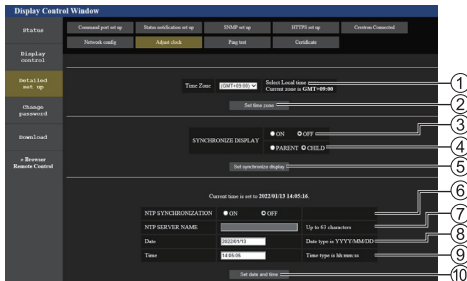 Display Control Window
Status
Display
control
Detailed
set up
Change
password
Download
» Browser
Remote Control
Command port set up
Status notification set up
SNMP set up
HTTPS set up
Crestron Connected
Network config
Adjust clock
Ping test
Certificate
Time Zone
(GMT+09:00)
Select Local time zone
Current zone is GMT+09:00
1
Set time zone
2
SYNCHRONIZE DISPLAY
ON OFF
3
PARENT CHILD
4
Set synchronize display
5
Current time is set to 2022/01/13 14:05:16.
NTP SYNCHRONIZATION
ON OFF
6
NTP SERVER NAME
Up to 63 characters
7
Date
2022/01/13
Date type is YYYY/MM/DD
8
Time
14:05:05
Time type is hh:mm:ss
9
Set date and time
10